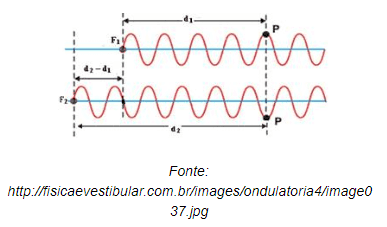 d₁
F₁
P
d₂-d₁
F₂
P
d₂
Fonte:
http://fisicaevestibular.com.br/images/ondulatoria4/image0
37.jpg